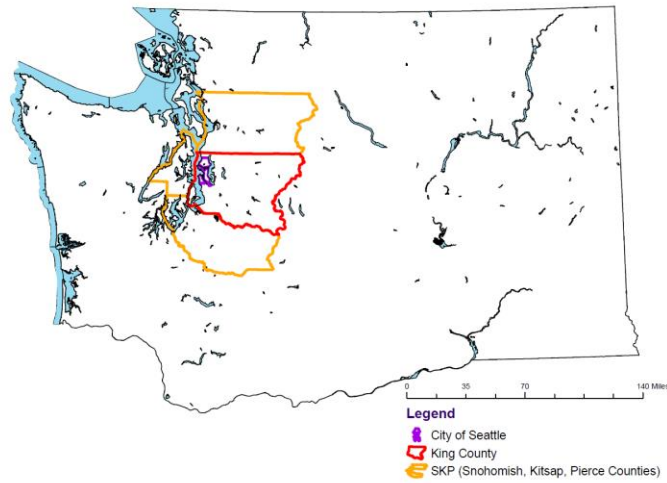 0 35 70 140 Miles
Legend
City of Seattle
King County
SKP (Snohomish, Kitsap, Pierce Counties)